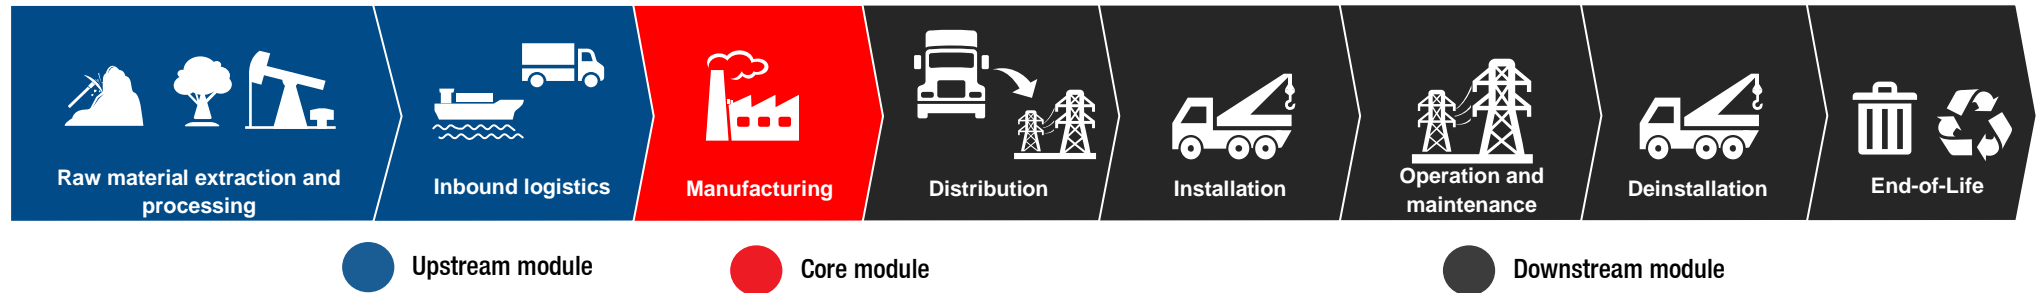 Raw material extraction and
processing
Inbound logistics
Manufacturing
Distribution
Installation
Operation and
maintenance
Deinstallation
End-of-Life
Upstream module
Core module
Downstream module